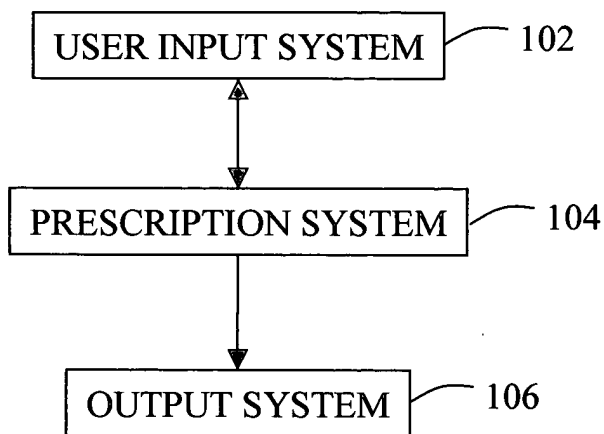 USER INPUT SYSTEM 102
PRESCRIPTION SYSTEM 104
OUTPUT SYSTEM 106